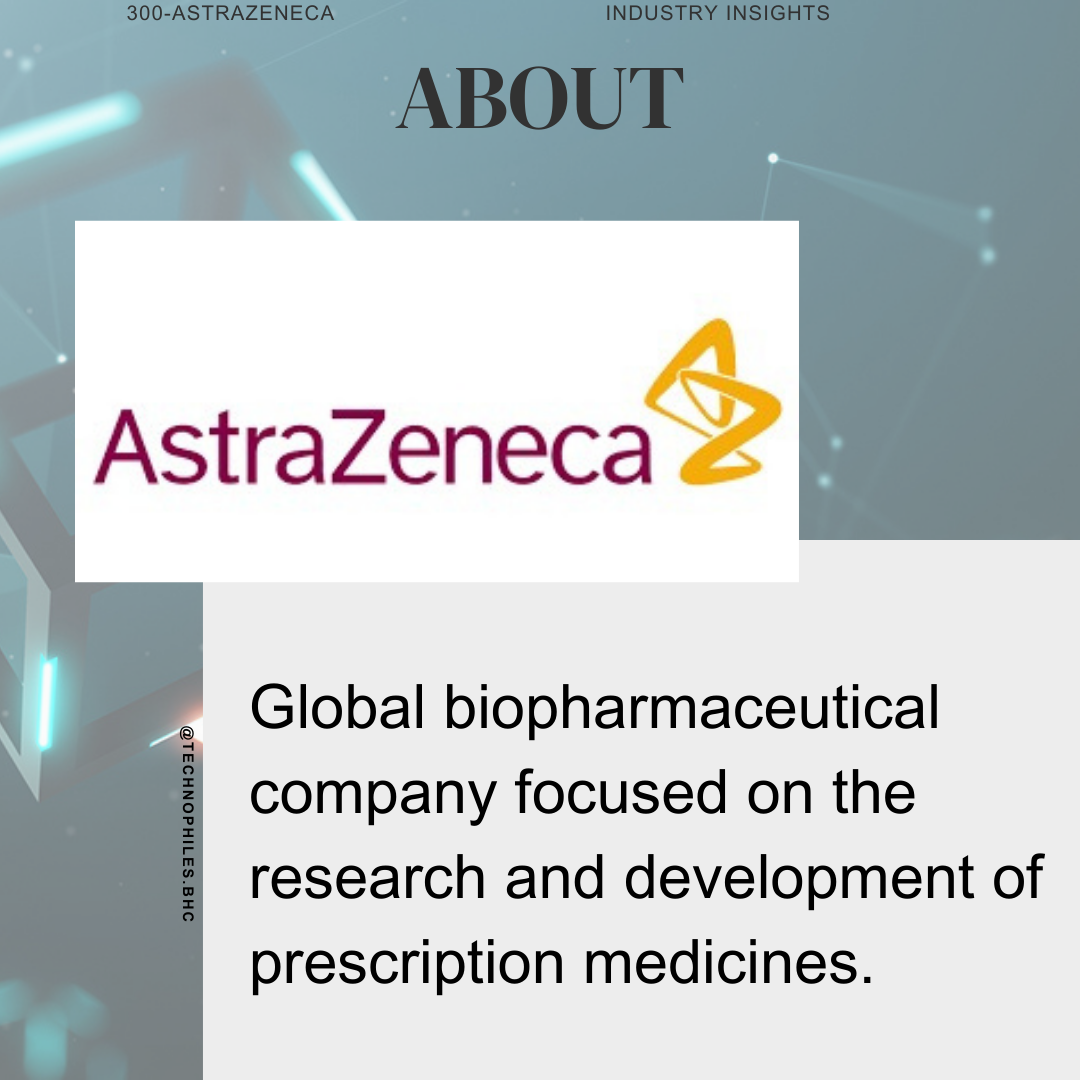 300-ASTRAZENECA
INDUSTRY INSIGHTS
ABOUT
AstraZeneca
Global biopharmaceutical
company focused on the
research and development of
prescription medicines.
@TECHNOPHILES.BHC